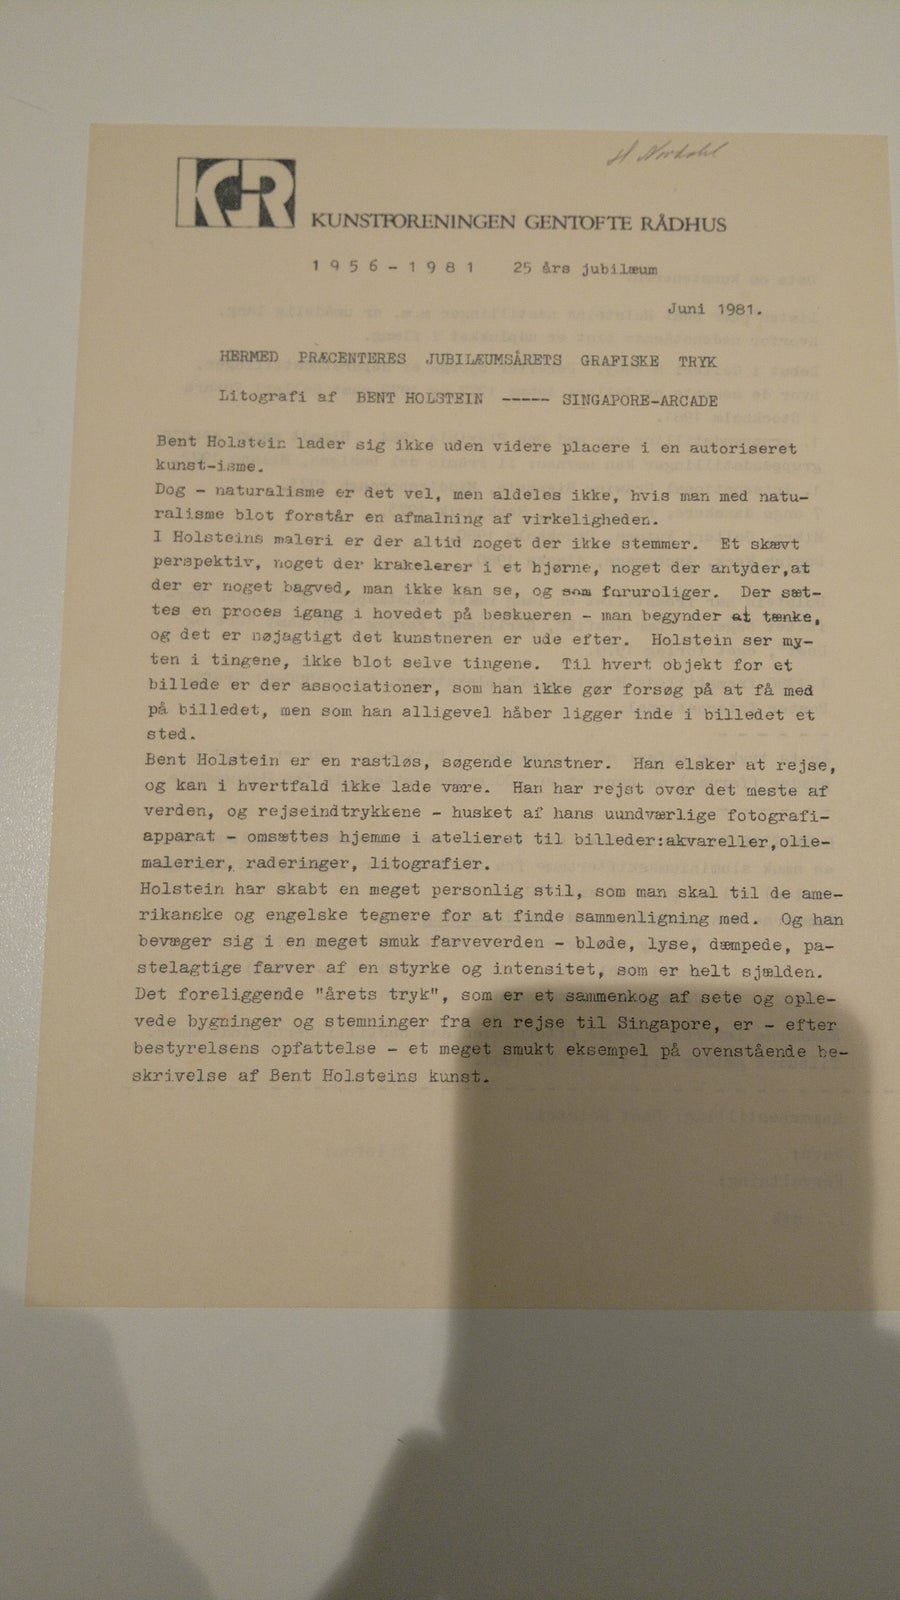 H Nordahl
KR
KUNSTFORENINGEN GENTOFTE RÅDHUS
1956-1981 25 års jubilæum
Juni 1981.
HERMED PRÆCENTERES JUBILÆUMSÅRETS GRAFISKE TRYK
Litografi af BENT HOLSTEIN ----- SINGAPORE-ARCADE
Bent Holstein lader sig ikke uden videre placere i en autoriseret
kunst-isme.
Dog - naturalisme er det vel, men aldeles ikke, hvis man med natu-
ralisme blot forstår en afmalning af virkeligheden.
I Holsteins maleri er der altid noget der ikke stemmer. Et skævt
perspektiv, noget der krakelerer i et hjørne, noget der antyder,at
der er noget bagved, man ikke kan se, og som foruroliger. Der sæt-
tes en proces igang i hovedet på beskueren - man begynder at tænke,
og det er nøjagtigt det kunstneren er ude efter. Holstein ser my-
ten i tingene, ikke blot selve tingene. Til hvert objekt for et
billede er der associationer, som han ikke gør forsøg på at få med
på billedet, men som han alligevel håber ligger inde i billedet et
sted.
Bent Holstein er en rastløs, søgende kunstner. Han elsker at rejse,
og kan i hvertfald ikke lade være. Han har rejst over det meste af
verden, og rejseindtrykkene - husket af hans uundværlige fotografi-
apparat - omsættes hjemme i atelieret til billeder:akvareller,olie-
malerier, raderinger, litografier.
Holstein har skabt en meget personlig stil, som man skal til de ame-
rikanske og engelske tegnere for at finde sammenligning med. Og han
bevæger sig i en meget smuk farveverden - bløde, lyse, dæmpede, pa-
stelagtige farver af en styrke og intensitet, som er helt sjælden.
Det foreliggende "årets tryk", som er et sammenkog af sete og ople-
vede bygninger og stemninger fra en rejse til Singapore, er - efter
bestyrelsens opfattelse - et meget smukt eksempel på ovenstående be-
skrivelse af Bent Holsteins kunst.